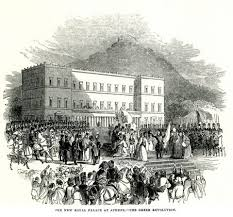 THE NEW ROYAL PALACE AT ATHENS.—THE GREEK REVOLUTION.